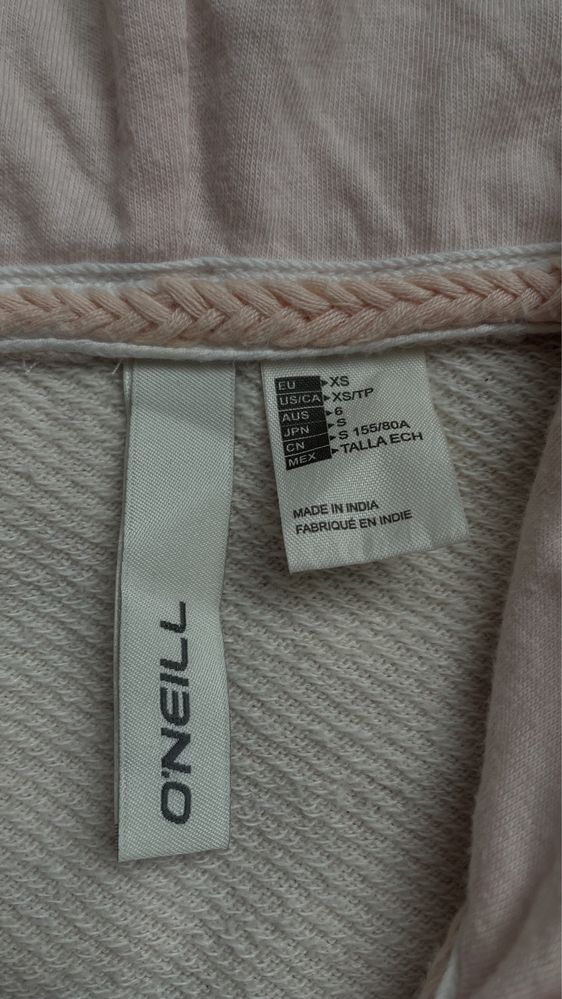 EU ▶XS
US/CA ▶XS/TP
AUS ▶6
JPN ▶S
CN ▶S 155/80A
MEX ▶TALLA ECH
MADE IN INDIA
FABRIQUÉ EN INDIE
O'NEILL